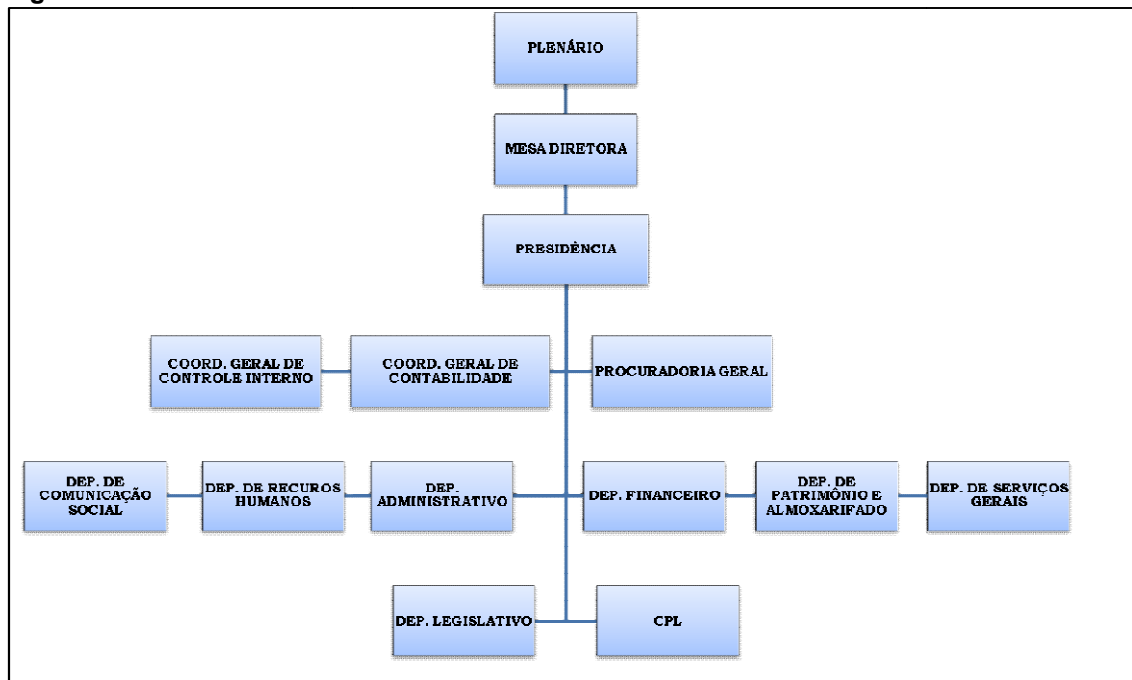 PLENÁRIO
MESA DIRETORA
PRESIDÊNCIA
COORD. GERAL DE
CONTROLE INTERNO
COORD. GERAL DE
CONTABILIDADE
PROCURADORIA GERAL
DEP. DE
COMUNICAÇÃO
SOCIAL
DEP. DE RECUROS
HUMANOS
DEP.
ADMINISTRATIVO
DEP. FINANCEIRO
DEP. DE
PATRIMÔNIO E
ALMOXARIFADO
DEP. DE SERVIÇOS
GERAIS
DEP. LEGISLATIVO
CPL